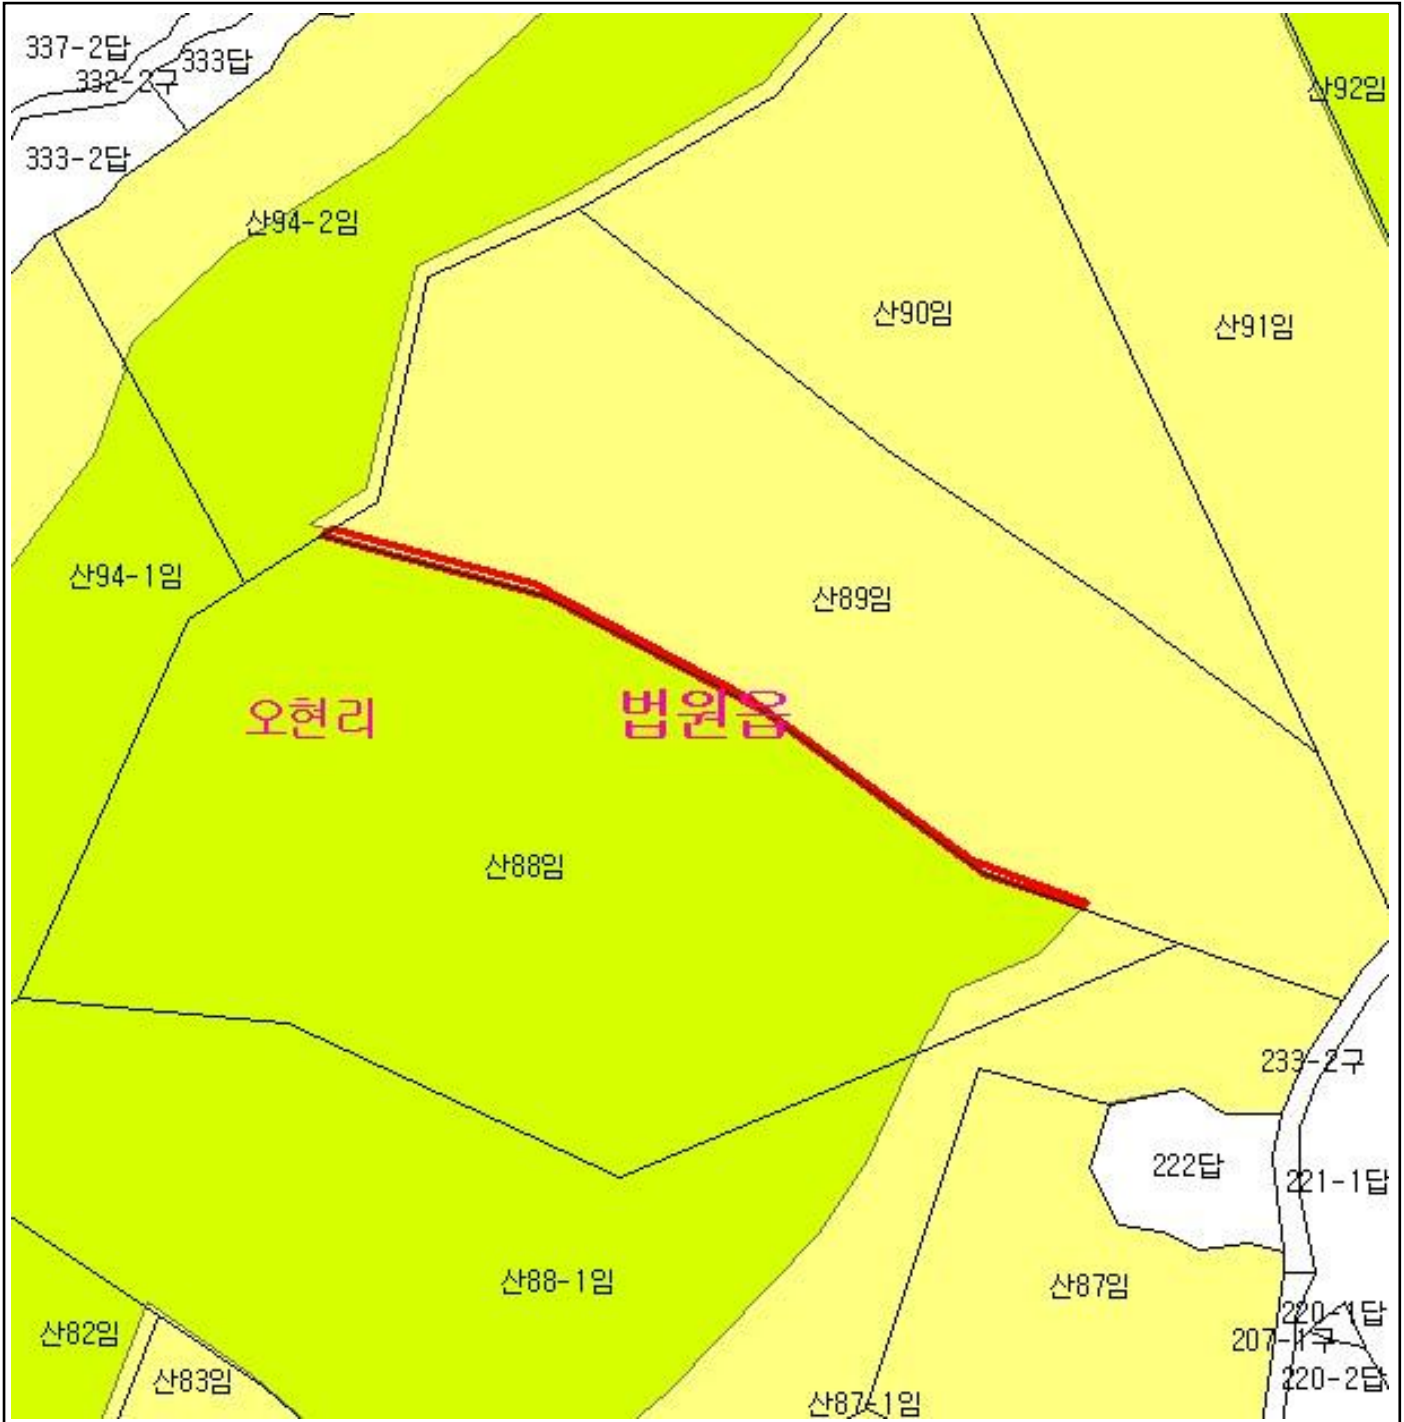 337-2답
333답
332-2구
산92임
333-2답
산94-2임
산90임
산91임
산94-1임
산89임
오현리
법원읍
산88임
233-2구
222답
221-1답
산88-1임
산87임
220-1답
산82임
207-1구
산83임
220-2답
산87-1임